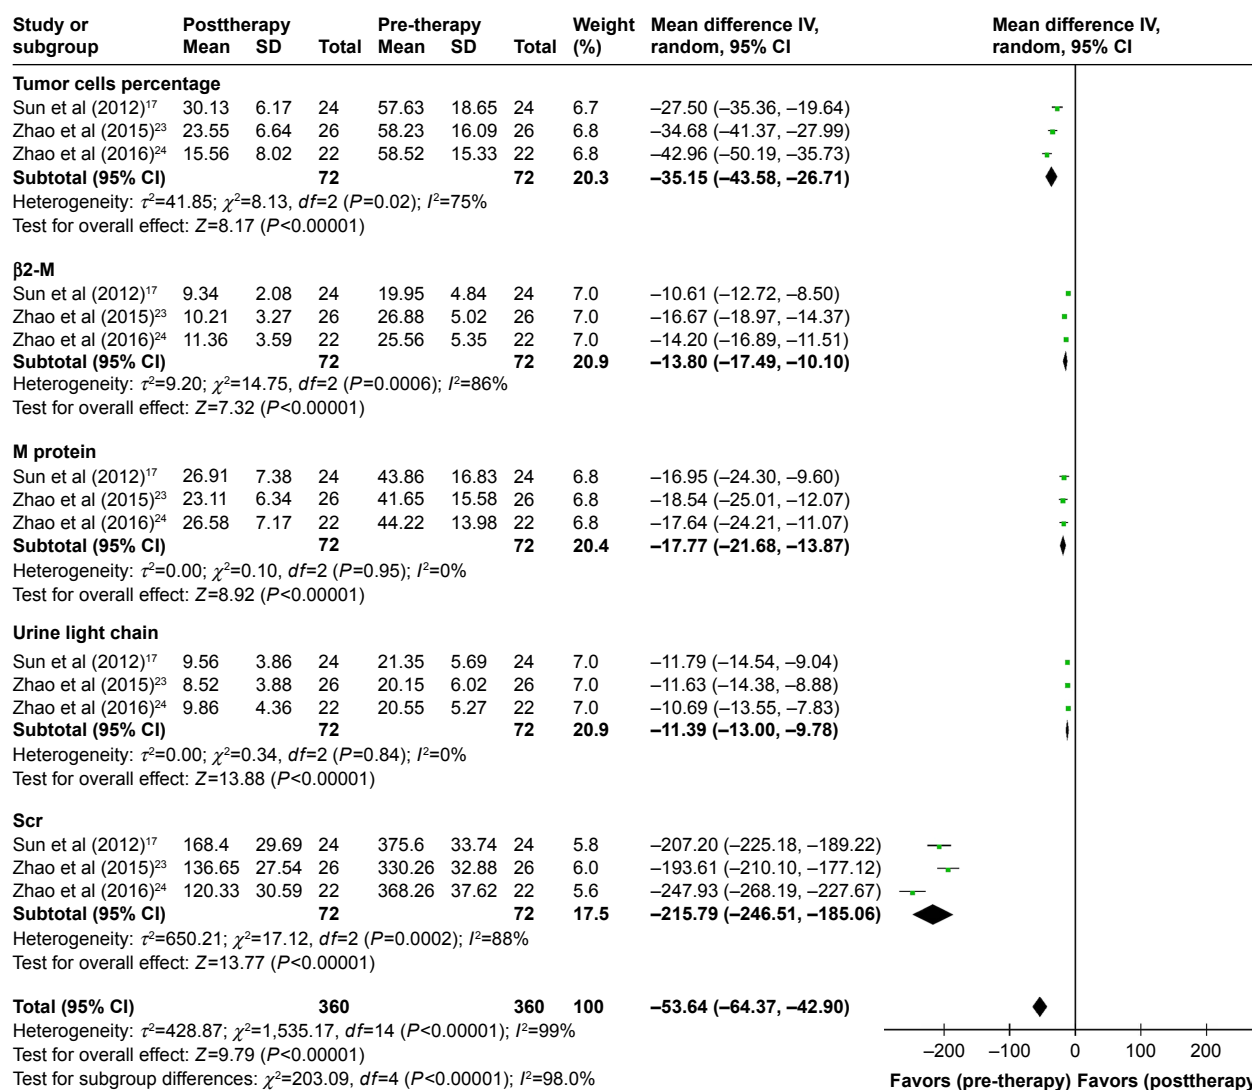 Study or subgroup Posttherapy Pre-therapy Weight (%) Mean difference IV, random, 95% CI Mean difference IV, random, 95% CI
Mean SD Total Mean SD Total
Tumor cells percentage
Sun et al (2012)17 30.13 6.17 24 57.63 18.65 24 6.7 –27.50 (–35.36, –19.64)
Zhao et al (2015)23 23.55 6.64 26 58.23 16.09 26 6.8 –34.68 (–41.37, –27.99)
Zhao et al (2016)24 15.56 8.02 22 58.52 15.33 22 6.8 –42.96 (–50.19, –35.73)
Subtotal (95% CI) 72 72 20.3 –35.15 (–43.58, –26.71)
Heterogeneity: τ²=41.85; χ²=8.13, df=2 (P=0.02); I²=75%
Test for overall effect: Z=8.17 (P<0.00001)
β2-M
Sun et al (2012)17 9.34 2.08 24 19.95 4.84 24 7.0 –10.61 (–12.72, –8.50)
Zhao et al (2015)23 10.21 3.27 26 26.88 5.02 26 7.0 –16.67 (–18.97, –14.37)
Zhao et al (2016)24 11.36 3.59 22 25.56 5.35 22 7.0 –14.20 (–16.89, –11.51)
Subtotal (95% CI) 72 72 20.9 –13.80 (–17.49, –10.10)
Heterogeneity: τ²=9.20; χ²=14.75, df=2 (P=0.0006); I²=86%
Test for overall effect: Z=7.32 (P<0.00001)
M protein
Sun et al (2012)17 26.91 7.38 24 43.86 16.83 24 6.8 –16.95 (–24.30, –9.60)
Zhao et al (2015)23 23.11 6.34 26 41.65 15.58 26 6.8 –18.54 (–25.01, –12.07)
Zhao et al (2016)24 26.58 7.17 22 44.22 13.98 22 6.8 –17.64 (–24.21, –11.07)
Subtotal (95% CI) 72 72 20.4 –17.77 (–21.68, –13.87)
Heterogeneity: τ²=0.00; χ²=0.10, df=2 (P=0.95); I²=0%
Test for overall effect: Z=8.92 (P<0.00001)
Urine light chain
Sun et al (2012)17 9.56 3.86 24 21.35 5.69 24 7.0 –11.79 (–14.54, –9.04)
Zhao et al (2015)23 8.52 3.88 26 20.15 6.02 26 7.0 –11.63 (–14.38, –8.88)
Zhao et al (2016)24 9.86 4.36 22 20.55 5.27 22 7.0 –10.69 (–13.55, –7.83)
Subtotal (95% CI) 72 72 20.9 –11.39 (–13.00, –9.78)
Heterogeneity: τ²=0.00; χ²=0.34, df=2 (P=0.84); I²=0%
Test for overall effect: Z=13.88 (P<0.00001)
Scr
Sun et al (2012)17 168.4 29.69 24 375.6 33.74 24 5.8 –207.20 (–225.18, –189.22)
Zhao et al (2015)23 136.65 27.54 26 330.26 32.88 26 6.0 –193.61 (–210.10, –177.12)
Zhao et al (2016)24 120.33 30.59 22 368.26 37.62 22 5.6 –247.93 (–268.19, –227.67)
Subtotal (95% CI) 72 72 17.5 –215.79 (–246.51, –185.06)
Heterogeneity: τ²=650.21; χ²=17.12, df=2 (P=0.0002); I²=88%
Test for overall effect: Z=13.77 (P<0.00001)
Total (95% CI) 360 360 100 –53.64 (–64.37, –42.90)
Heterogeneity: τ²=428.87; χ²=1,535.17, df=14 (P<0.00001); I²=99%
Test for overall effect: Z=9.79 (P<0.00001)
Test for subgroup differences: χ²=203.09, df=4 (P<0.00001); I²=98.0%
–200 –100 0 100 200
Favors (pre-therapy) Favors (posttherapy)